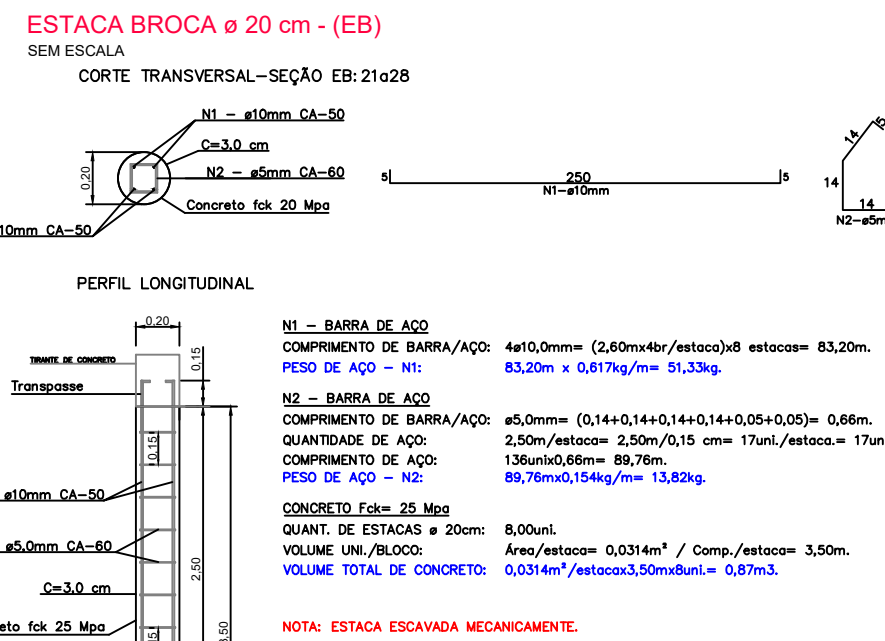 ESTACA BROCA ø 20 cm - (EB)
SEM ESCALA
CORTE TRANSVERSAL-SEÇÃO EB:21a28
N1 - ø10mm CA-50
C=3.0 cm
N2 - ø5mm CA-60
Concreto fck 20 Mpa
0,20
10mm CA-50
5
250
5
N1-ø10mm
14
5
14
14
N2-ø5m
PERFIL LONGITUDINAL
0,20
TIRANTE DE CONCRETO
0,15
Transpasse
0,15
ø10mm CA-50
ø5.0mm CA-60
2,50
C=3.0 cm
eto fck 25 Mpa
N1 - BARRA DE AÇO
COMPRIMENTO DE BARRA/AÇO: 4ø10,0mm= (2,60mx4br/estaca)x8 estacas= 83,20m.
PESO DE AÇO - N1: 83,20m x 0,617kg/m= 51,33kg.
N2 - BARRA DE AÇO
COMPRIMENTO DE BARRA/AÇO: ø5,0mm= (0,14+0,14+0,14+0,14+0,05+0,05)= 0,66m.
QUANTIDADE DE AÇO: 2,50m/estaca= 2,50m/0,15 cm= 17uni./estaca.= 17un
COMPRIMENTO DE AÇO: 136unix0,66m= 89,76m.
PESO DE AÇO - N2: 89,76mx0,154kg/m= 13,82kg.
CONCRETO Fck= 25 Mpa
QUANT. DE ESTACAS ø 20cm: 8,00uni.
VOLUME UNI./BLOCO: Área/estaca= 0,0314m² / Comp./estaca= 3,50m.
VOLUME TOTAL DE CONCRETO: 0,0314m²/estacax3,50mx8uni.= 0,87m3.
NOTA: ESTACA ESCAVADA MECANICAMENTE.